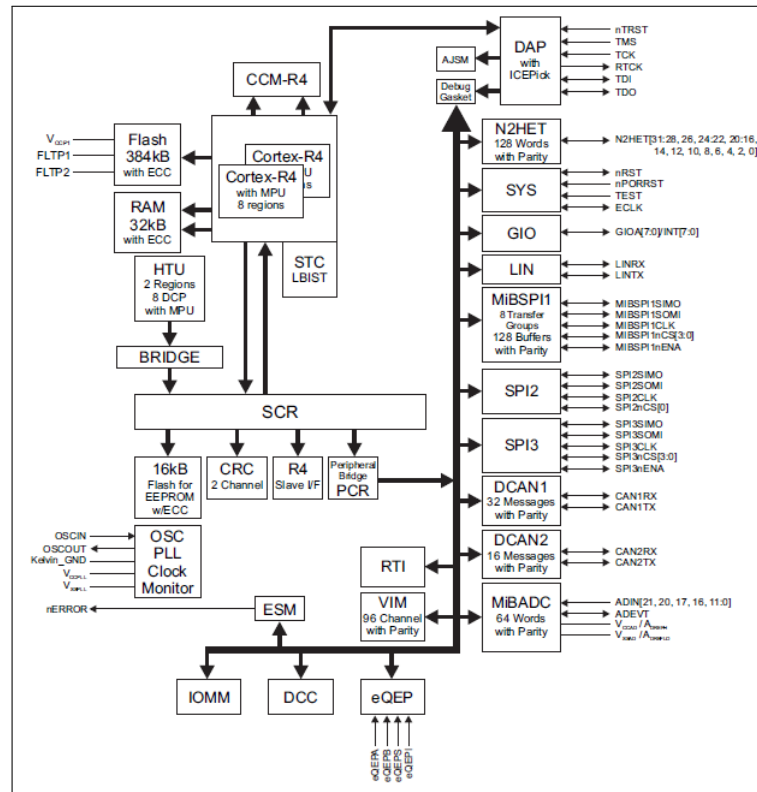 DAP
with
ICEPick
nTRST
TMS
TCK
RTCK
TDI
TDO
AJSM
Debug
Gasket
CCM-R4
Flash
384kB
with ECC
FLTP1
FLTP2
Cortex-R4
Cortex-R4
with MPU
8 regions
RAM
32kB
with ECC
STC
LBIST
HTU
2 Regions
8 DCP
with MPU
BRIDGE
SCR
16kB
Flash for
EEPROM
w/ECC
CRC
2 Channel
R4
Slave I/F
Peripheral
Bridge
PCR
OSCIN
OSCOUT
Kelvin_GND
OSC
PLL
Clock
Monitor
nERROR
ESM
RTI
VIM
96 Channel
with Parity
IOMM
DCC
eQEP
eQEPA
eQEPB
eQEPS
eQEPI
N2HET
128 Words
with Parity
N2HET[31:28, 26, 24:22, 20:16,
14, 12, 10, 8, 6, 4, 2, 0]
SYS
nRST
nPORRST
TEST
ECLK
GIO
GIOA[7:0]/INT[7:0]
LIN
LINRX
LINTX
MiBSPI1
8 Transfer
Groups
128 Buffers
with Parity
MIBSPI1SIMO
MIBSPI1SOMI
MIBSPI1CLK
MIBSPI1nCS[3:0]
MIBSPI1nENA
SPI2
SPI2SIMO
SPI2SOMI
SPI2CLK
SPI2nCS[0]
SPI3
SPI3SIMO
SPI3SOMI
SPI3CLK
SPI3nCS[3:0]
SPI3nENA
DCAN1
32 Messages
with Parity
CAN1RX
CAN1TX
DCAN2
16 Messages
with Parity
CAN2RX
CAN2TX
MiBADC
64 Words
with Parity
ADIN[21, 20, 17, 16, 11:0]
ADEVT